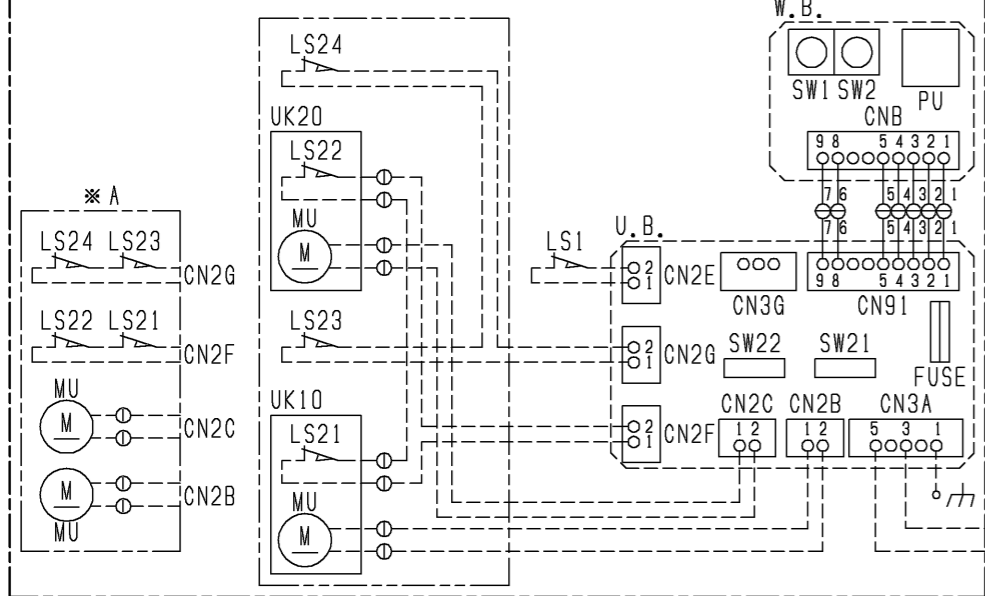 W.B.
SW1 SW2
PU
CNB
9 8 5 4 3 2 1
7 6 5 4 3 2 1
7 6 5 4 3 2 1
9 8 5 4 3 2 1
CN91
U.B.
LS1
2
1
CN2E
CN3G
FUSE
SW22
SW21
2
1
CN2G
2
1
CN2F
CN2C
1 2
CN2B
1 2
CN3A
5 3 1
LS24
UK20
LS22
MU
M
LS23
UK10
LS21
MU
M
※A
LS24 LS23
CN2G
LS22 LS21
CN2F
MU
M
CN2C
M
CN2B
MU